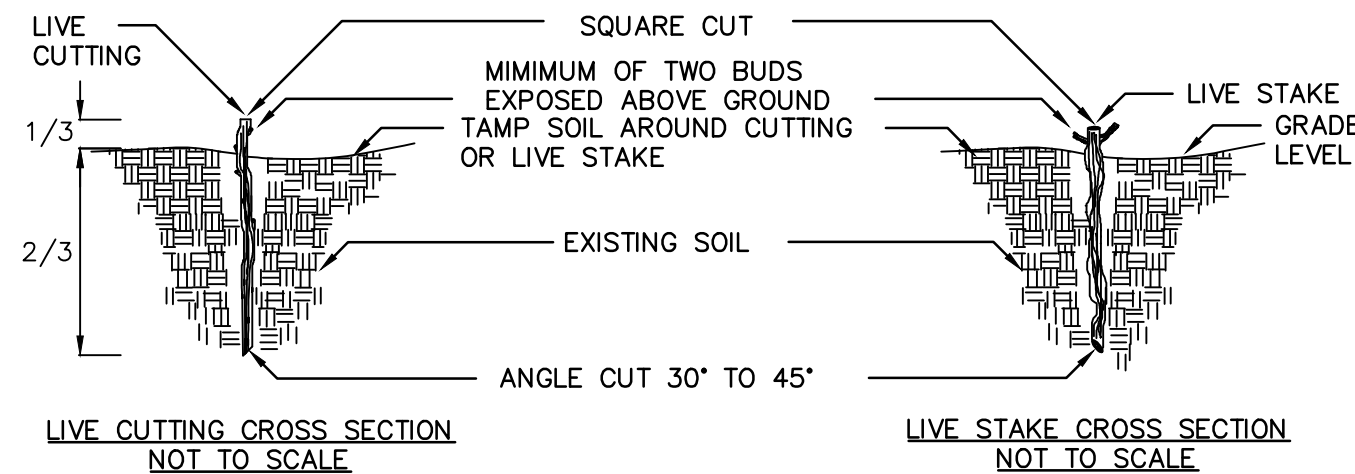 LIVE
CUTTING
SQUARE CUT
MIMIMUM OF TWO BUDS
EXPOSED ABOVE GROUND
TAMP SOIL AROUND CUTTING
OR LIVE STAKE
LIVE STAKE
GRADE
LEVEL
1/3
2/3
EXISTING SOIL
ANGLE CUT 30° TO 45°
LIVE CUTTING CROSS SECTION
NOT TO SCALE
LIVE STAKE CROSS SECTION
NOT TO SCALE